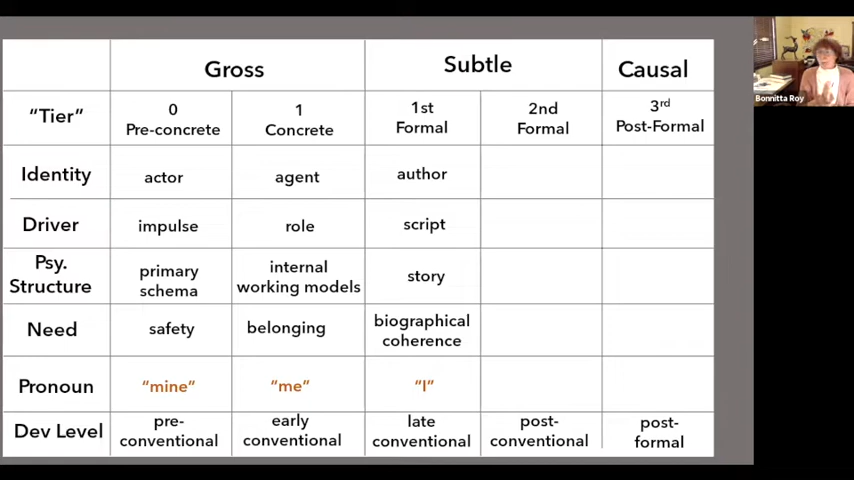 Gross Subtle Causal
"Tier" 0 1 1st 2nd 3rd
Pre-concrete Concrete Formal Formal Post-Formal
Identity actor agent author
Driver impulse role script
Psy. Structure primary schema internal working models story
Need safety belonging biographical coherence
Pronoun "mine" "me" "I"
Dev Level pre-conventional early conventional late conventional post-conventional post-formal
Bonnitta Roy